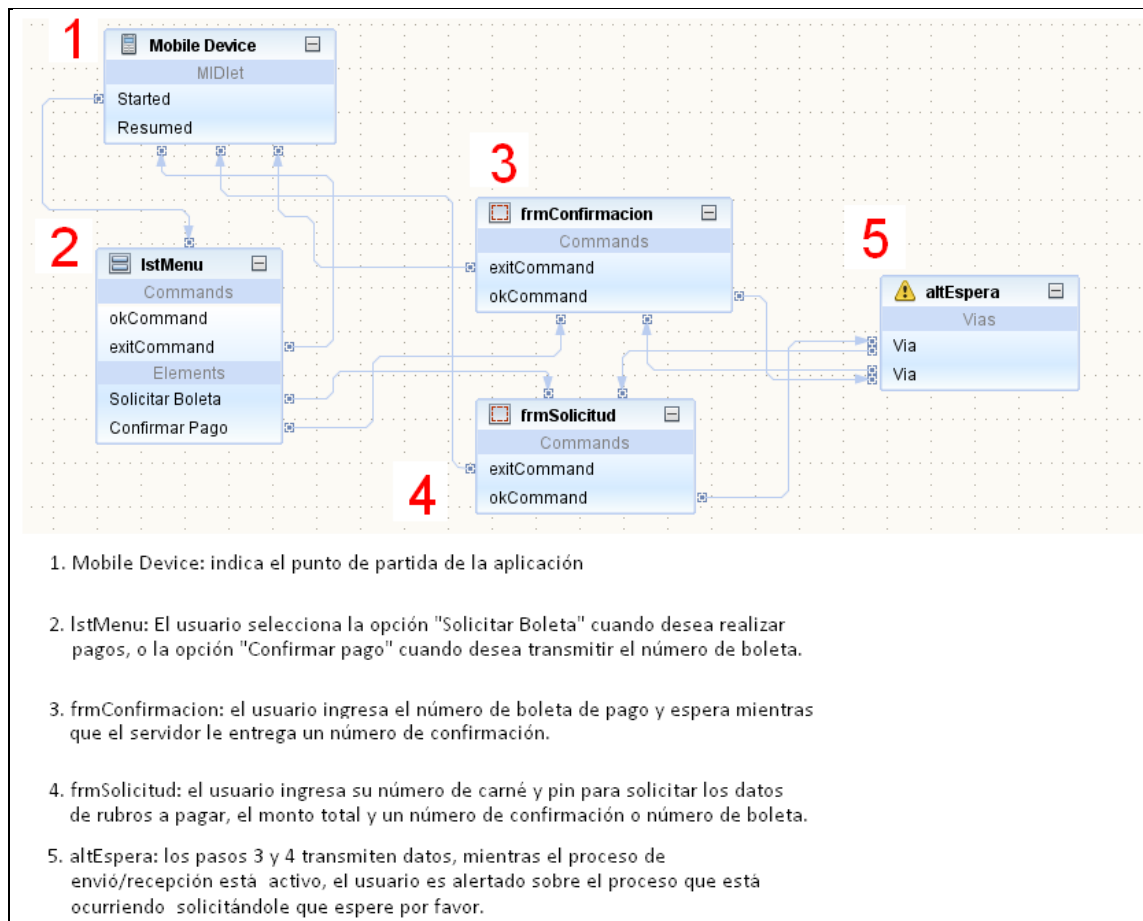 1
Mobile Device
MIDlet
Started
Resumed
2
lstMenu
Commands
okCommand
exitCommand
Elements
Solicitar Boleta
Confirmar Pago
3
frmConfirmacion
Commands
exitCommand
okCommand
4
frmSolicitud
Commands
exitCommand
okCommand
5
altEspera
Vias
Via
Via
1. Mobile Device: indica el punto de partida de la aplicación
2. lstMenu: El usuario selecciona la opción "Solicitar Boleta" cuando desea realizar
pagos, o la opción "Confirmar pago" cuando desea transmitir el número de boleta.
3. frmConfirmacion: el usuario ingresa el número de boleta de pago y espera mientras
que el servidor le entrega un número de confirmación.
4. frmSolicitud: el usuario ingresa su número de carné y pin para solicitar los datos
de rubros a pagar, el monto total y un número de confirmación o número de boleta.
5. altEspera: los pasos 3 y 4 transmiten datos, mientras el proceso de
envió/recepción está activo, el usuario es alertado sobre el proceso que está
ocurriendo solicitándole que espere por favor.